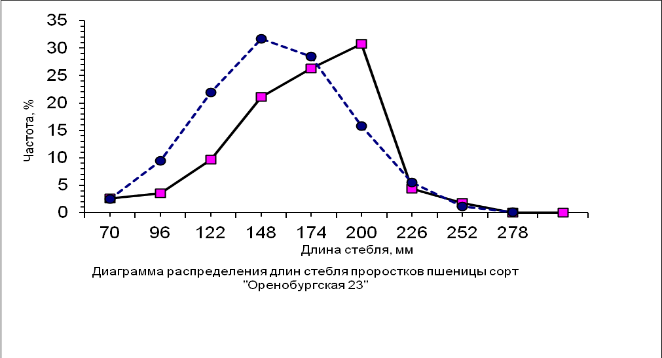 Частота, %
35
30
25
20
15
10
5
0
70 96 122 148 174 200 226 252 278
Длина стебля, мм
Диаграмма распределения длин стебля проростков пшеницы сорт
"Оренобургская 23"